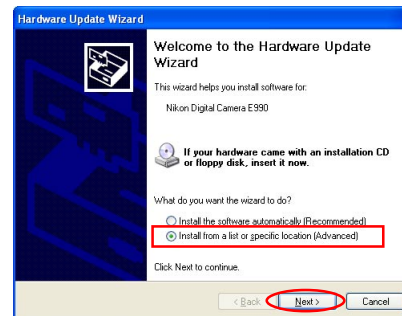 Hardware Update Wizard
Welcome to the Hardware Update
Wizard
This wizard helps you install software for:
Nikon Digital Camera E990
If your hardware came with an installation CD
or floppy disk, insert it now.
What do you want the wizard to do?
Install the software automatically (Recommended)
Install from a list or specific location (Advanced)
Click Next to continue.
< Back Next > Cancel